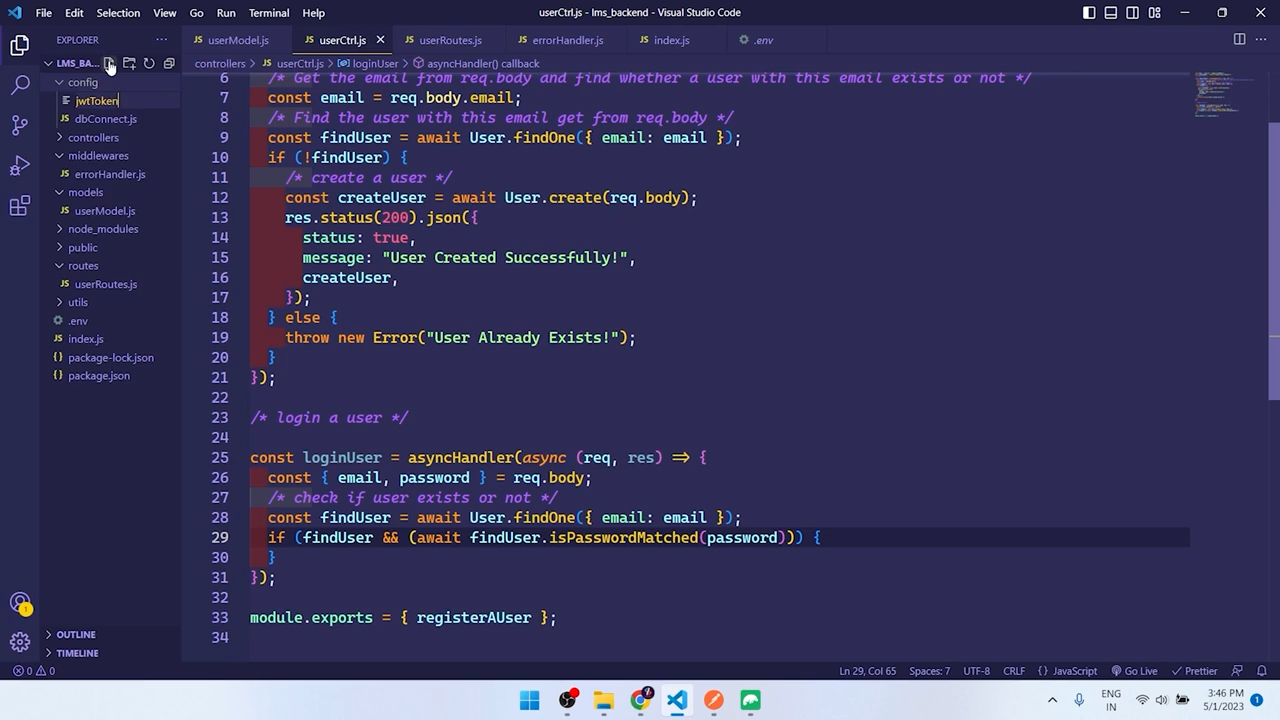 File Edit Selection View Go Run Terminal Help
userCtrl.js - lms_backend - Visual Studio Code
EXPLORER
LMS_BA...
config
jwtToken
dbConnect.js
controllers
middlewares
errorHandler.js
models
userModel.js
node_modules
public
routes
userRoutes.js
utils
.env
index.js
package-lock.json
package.json
OUTLINE
TIMELINE
userModel.js userCtrl.js userRoutes.js errorHandler.js index.js .env
controllers > userCtrl.js > loginUser > asyncHandler() callback
6 /* Get the email from req.body and find whether a user with this email exists or not */
7 const email = req.body.email;
8 /* Find the user with this email get from req.body */
9 const findUser = await User.findOne({ email: email });
10 if (!findUser) {
11 /* create a user */
12 const createUser = await User.create(req.body);
13 res.status(200).json({
14 status: true,
15 message: "User Created Successfully!",
16 createUser,
17 });
18 } else {
19 throw new Error("User Already Exists!");
20 }
21 });
22
23 /* login a user */
24
25 const loginUser = asyncHandler(async (req, res) => {
26 const { email, password } = req.body;
27 /* check if user exists or not */
28 const findUser = await User.findOne({ email: email });
29 if (findUser && (await findUser.isPasswordMatched(password))) {
30 }
31 });
32
33 module.exports = { registerAUser };
34
0 0 Ln 29, Col 65 Spaces: 7 UTF-8 CRLF {} JavaScript Go Live Prettier
1
ENG
IN
3:46 PM
5/1/2023
1